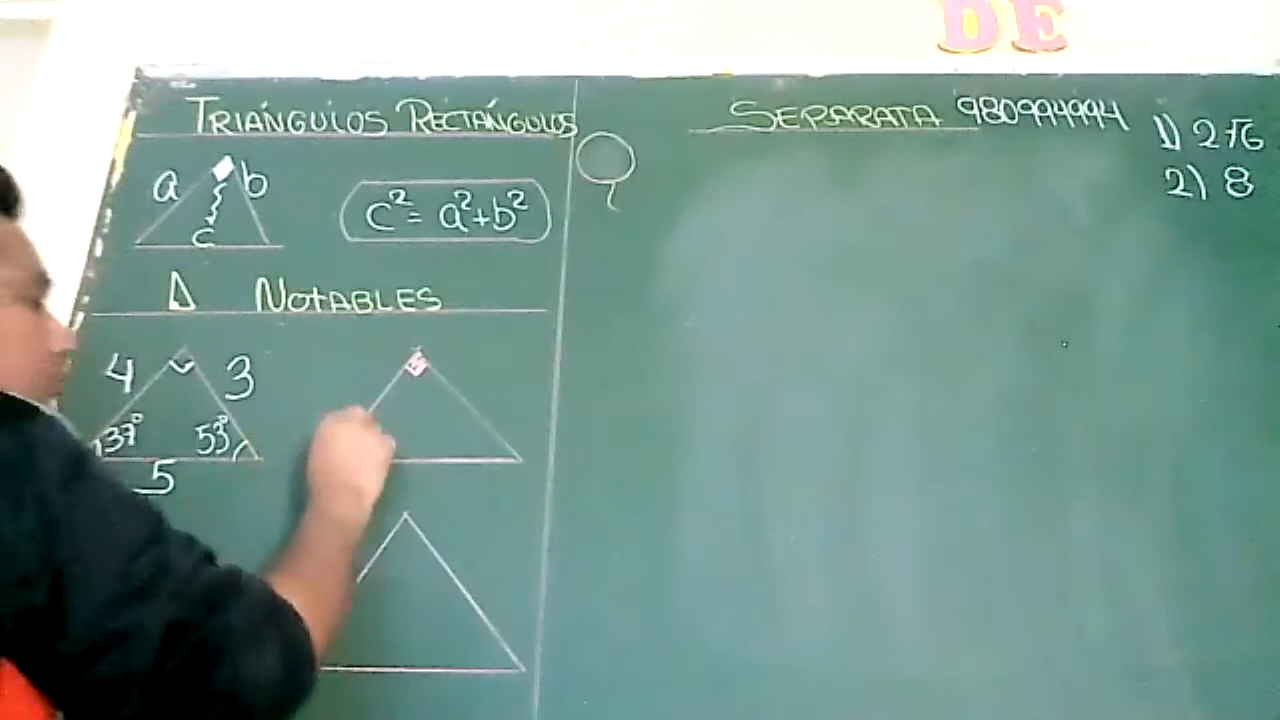 DE
TRIÁNGULOS RECTÁNGULOS
a b
c
c² = a² + b²
Δ NOTABLES
4 3
37° 53°
5
SEPARATA 980994994
1) 2√6
2) 8